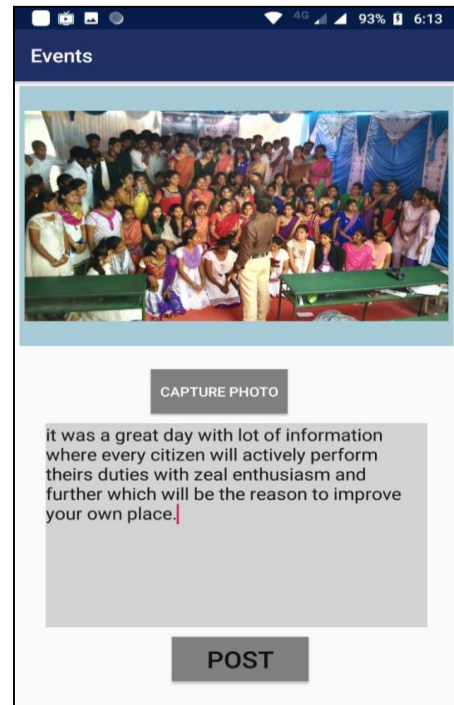 4G 93% 6:13
Events
CAPTURE PHOTO
it was a great day with lot of information
where every citizen will actively perform
theirs duties with zeal enthusiasm and
further which will be the reason to improve
your own place.
POST